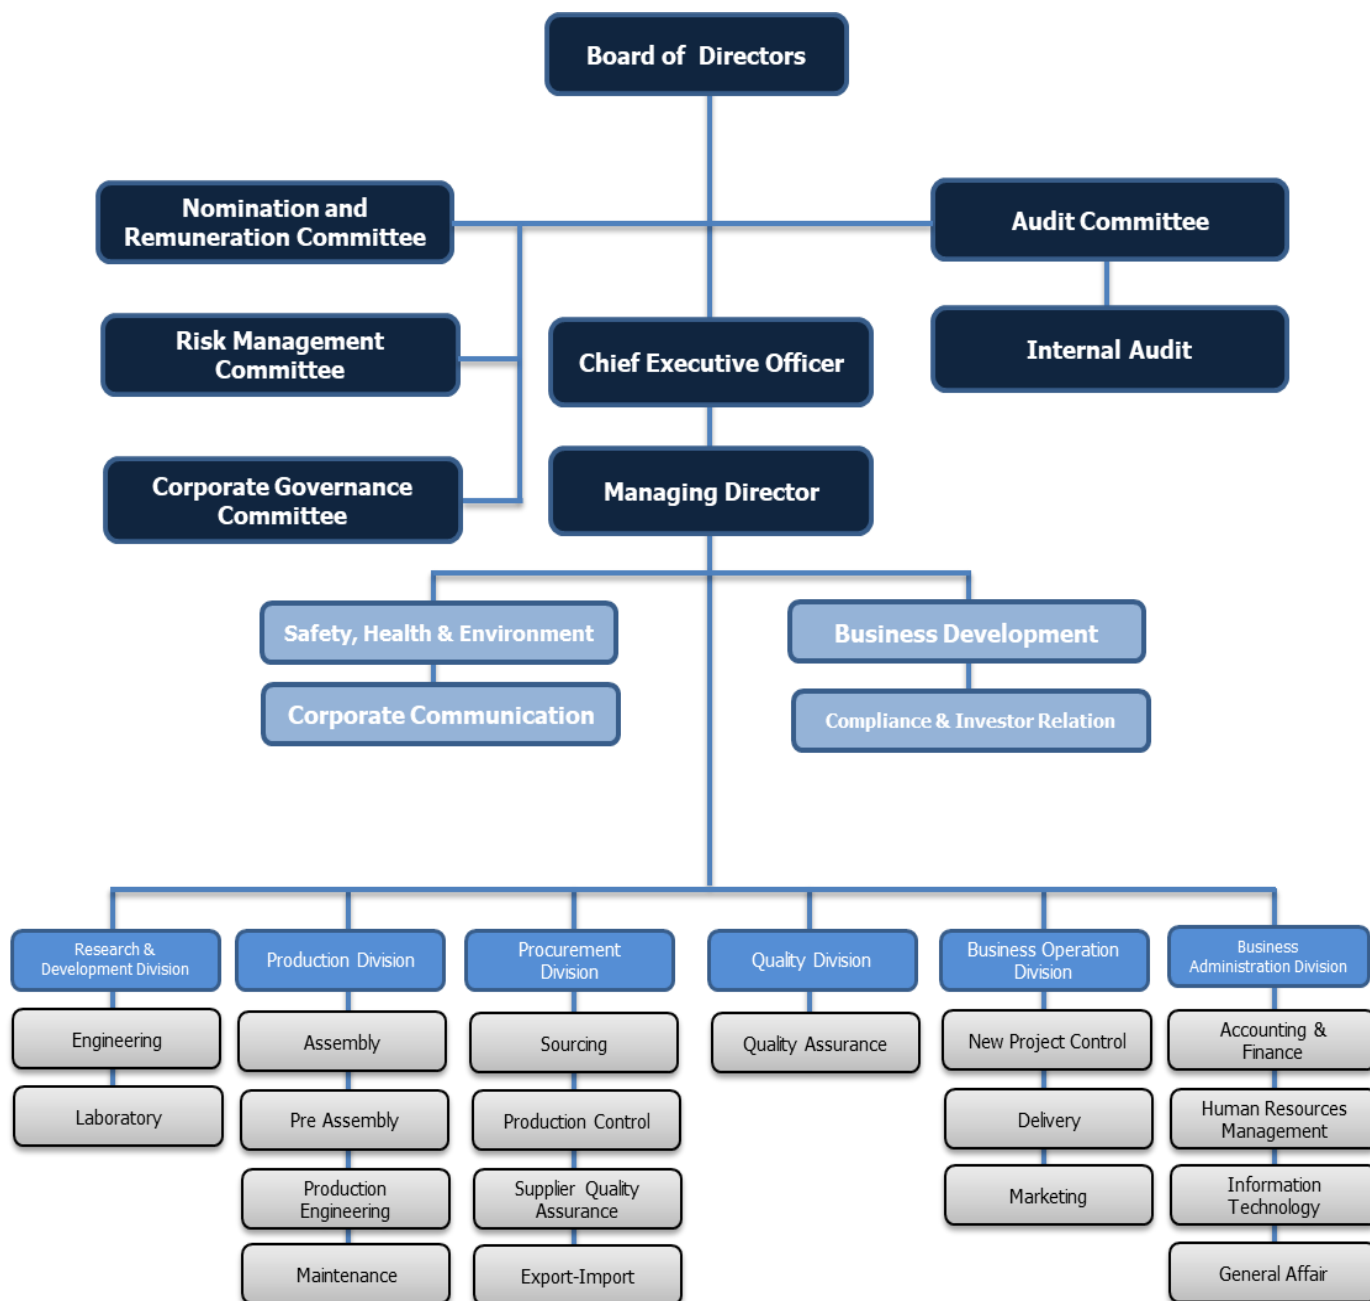 Board of Directors
Nomination and
Remuneration Committee
Audit Committee
Risk Management
Committee
Chief Executive Officer
Internal Audit
Corporate Governance
Committee
Managing Director
Safety, Health & Environment
Business Development
Corporate Communication
Compliance & Investor Relation
Research &
Development Division
Production Division
Procurement
Division
Quality Division
Business Operation
Division
Business
Administration Division
Engineering
Assembly
Sourcing
Quality Assurance
New Project Control
Accounting &
Finance
Laboratory
Pre Assembly
Production Control
Delivery
Human Resources
Management
Production
Engineering
Supplier Quality
Assurance
Marketing
Information
Technology
Maintenance
Export-Import
General Affair